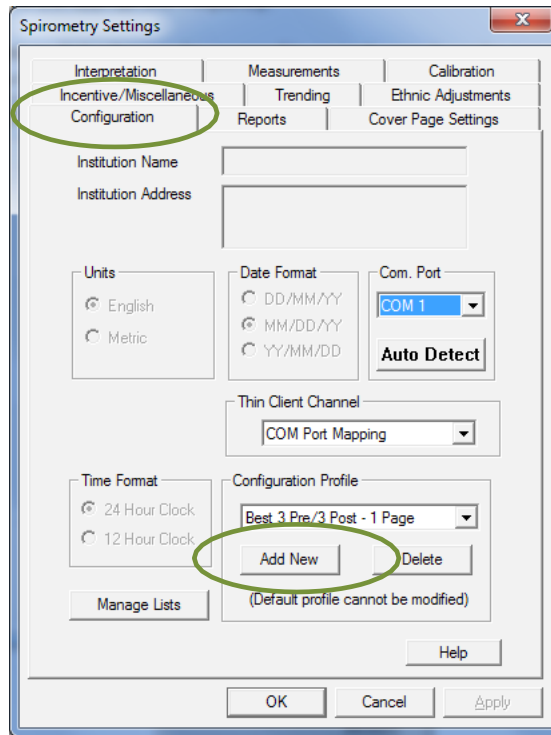 Spirometry Settings
Interpretation Measurements Calibration
Incentive/Miscellaneous Trending Ethnic Adjustments
Configuration Reports Cover Page Settings
Institution Name
Institution Address
Units
English
Metric
Date Format
DD/MM/YY
MM/DD/YY
YY/MM/DD
Com. Port
COM 1
Auto Detect
Thin Client Channel
COM Port Mapping
Time Format
24 Hour Clock
12 Hour Clock
Manage Lists
Configuration Profile
Best 3 Pre/3 Post - 1 Page
Add New Delete
(Default profile cannot be modified)
Help
OK Cancel Apply